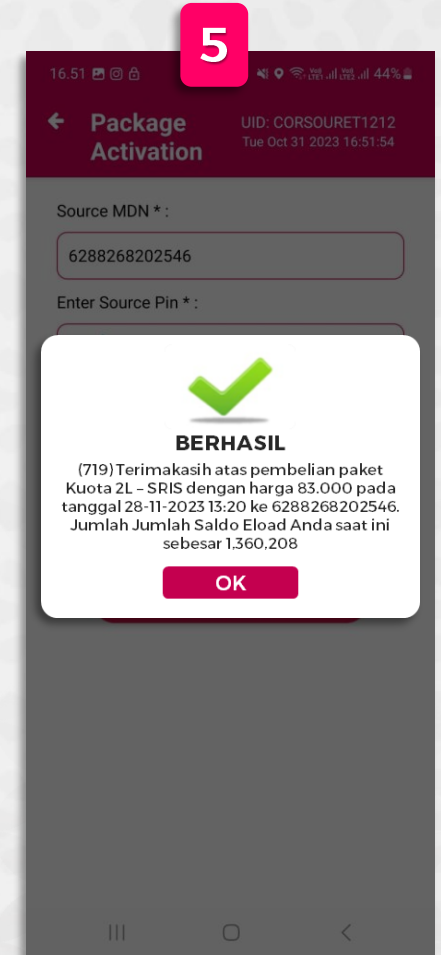 5
16.51 44%
Package
Activation
UID: CORSOURET1212
Tue Oct 31 2023 16:51:54
Source MDN * :
6288268202546
Enter Source Pin * :
BERHASIL
(719) Terimakasih atas pembelian paket
Kuota 2L – SRIS dengan harga 83.000 pada
tanggal 28-11-2023 13:20 ke 6288268202546.
Jumlah Jumlah Saldo Eload Anda saat ini
sebesar 1,360,208
OK